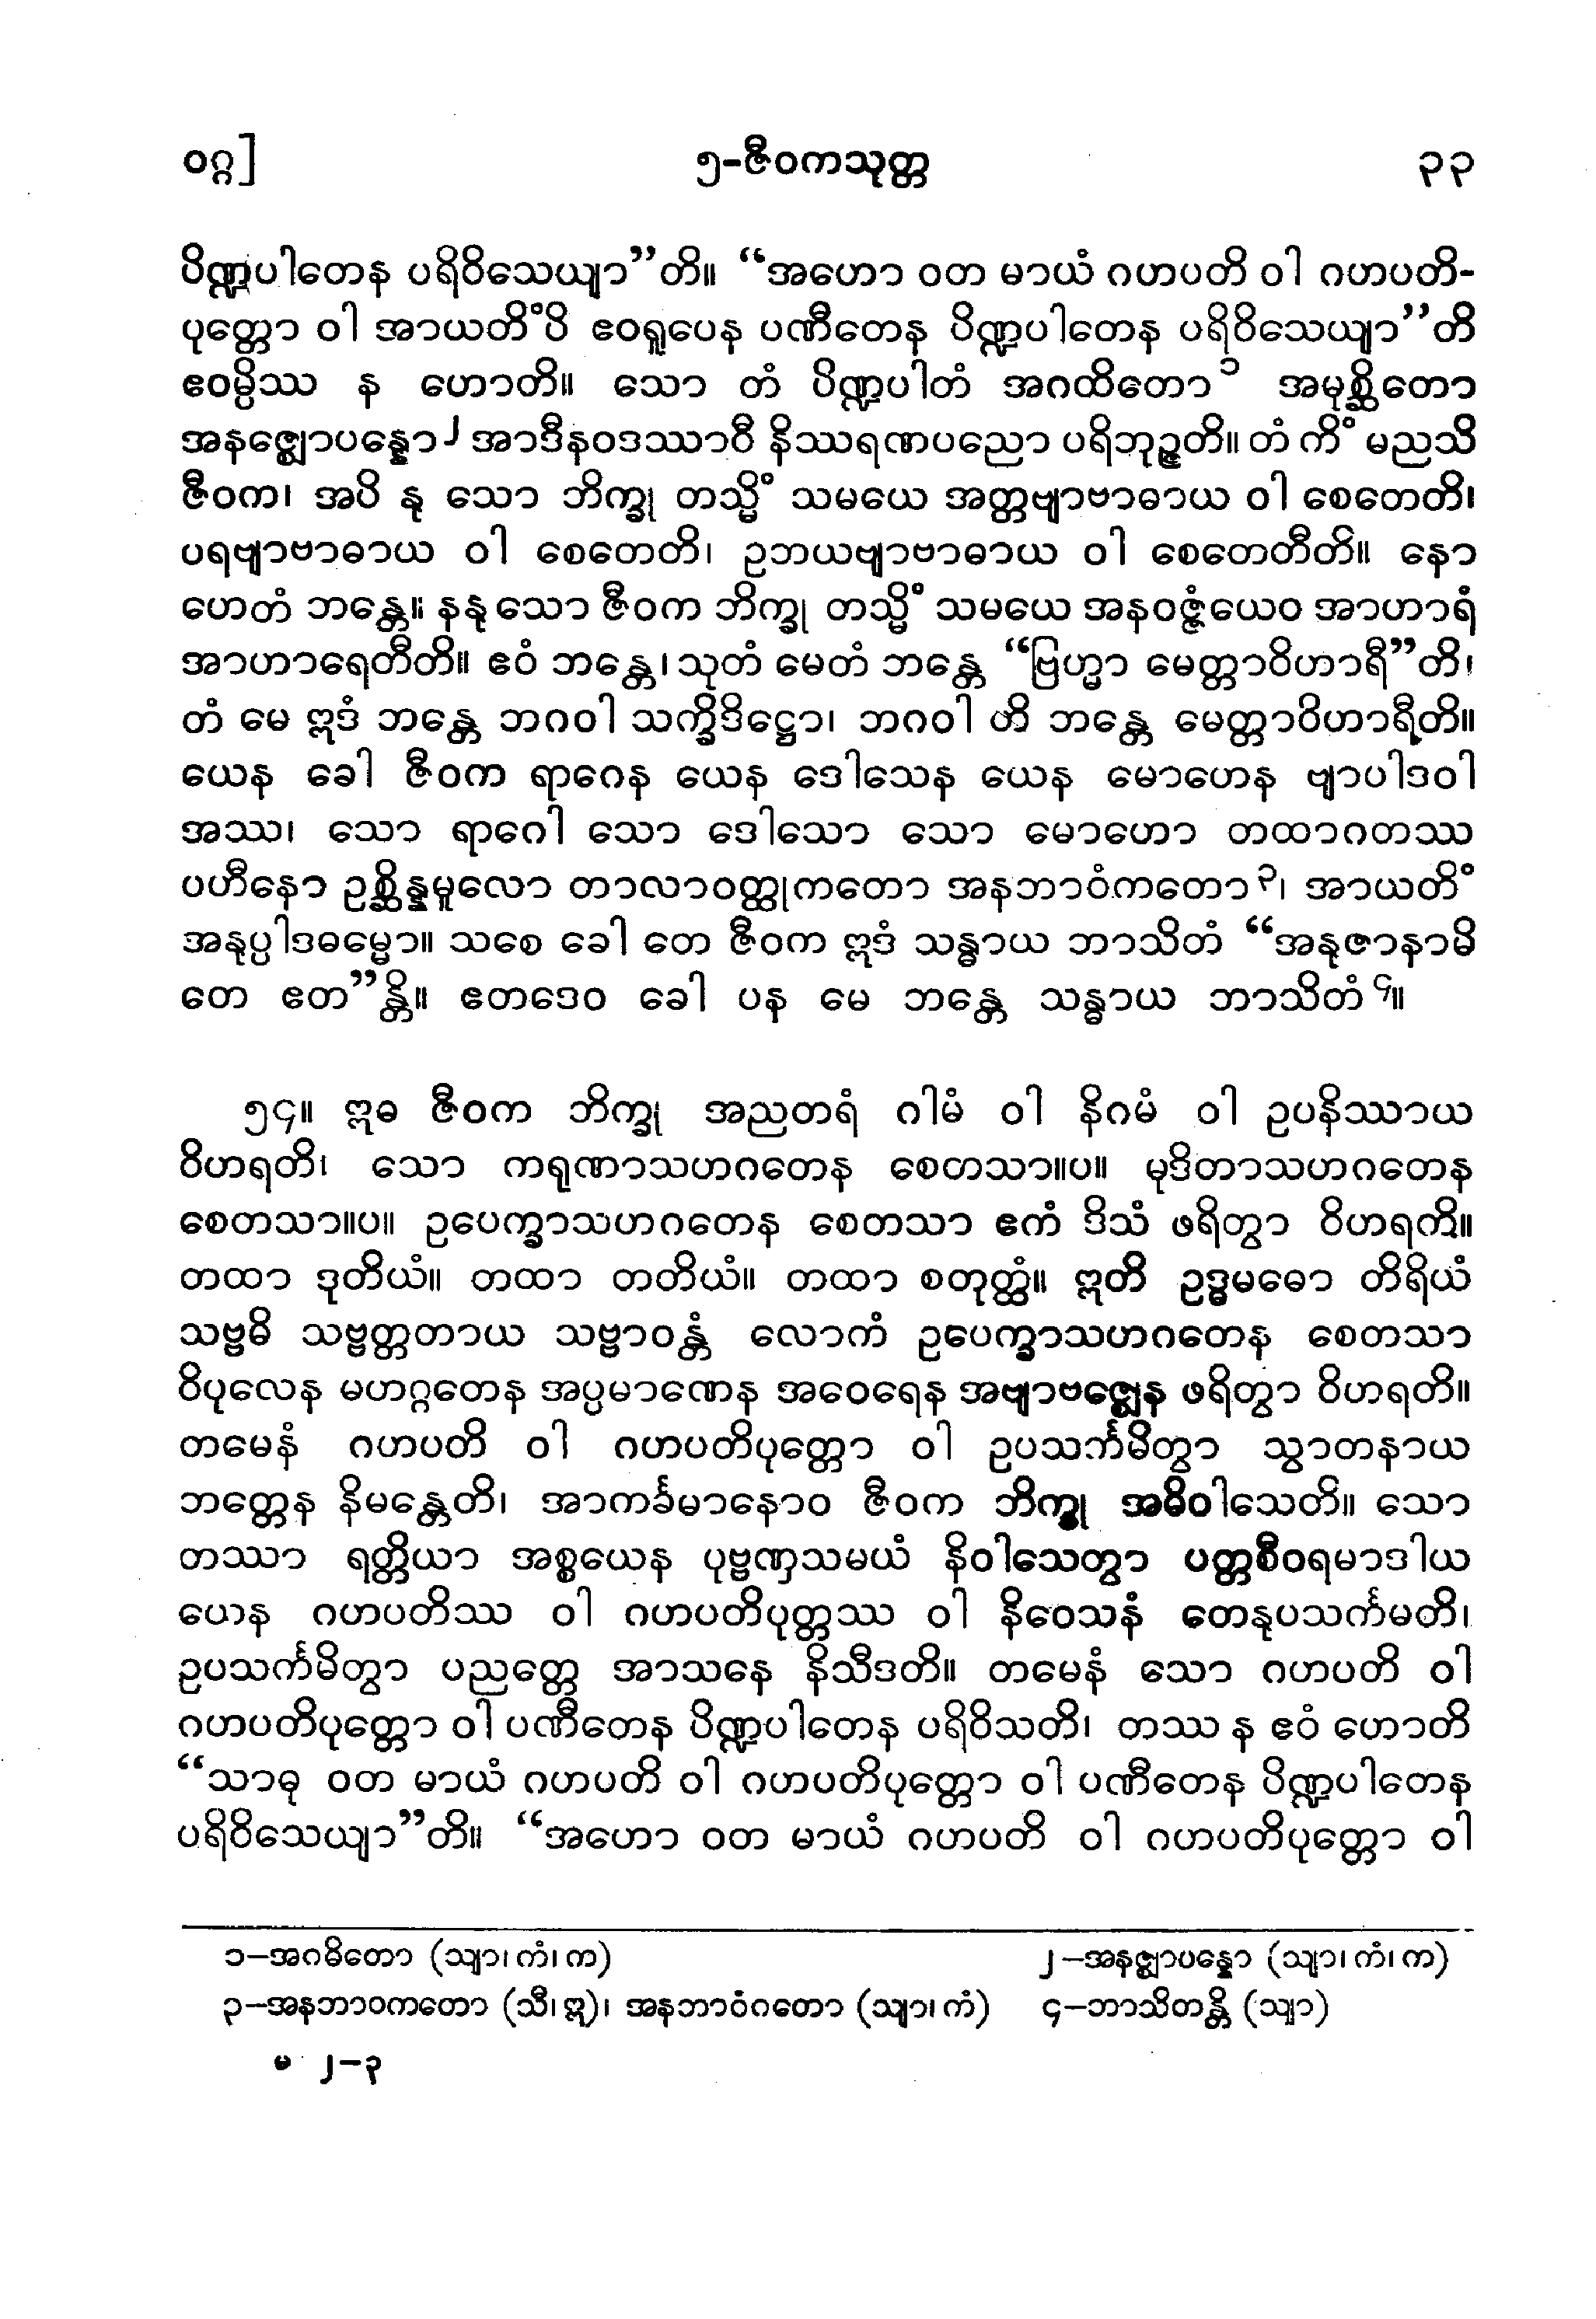 ဝဂ္ဂ] ၅-ဇီဝကသုတ္တ ၃၃
ပိဏ္ဍပါတေန ပရိဝိသေယျာ”တိ။ “အဟော ဝတ မာယံ ဂဟပတိ ဝါ ဂဟပတိ-
ပုတ္တော ဝါ အာယတိံပိ ဧဝရူပေန ပဏီတေန ပိဏ္ဍပါတေန ပရိဝိသေယျာ”တိ
ဧဝမ္ပိဿ န ဟောတိ။ သော တံ ပိဏ္ဍပါတံ အဂထိတော၁ အမုစ္ဆိတော
အနဇ္ဈောပန္နော၂ အာဒီနဝဒဿာဝီ နိဿရဏပညော ပရိဘုဉ္ဇတိ။ တံ ကိံ မညသိ
ဇီဝက၊ အပိ နု သော ဘိက္ခု တသ္မိံ သမယေ အတ္တဗျာဗာဓာယ ဝါ စေတေတိ၊
ပရဗျာဗာဓာယ ဝါ စေတေတိ၊ ဥဘယဗျာဗာဓာယ ဝါ စေတေတီတိ။ နော
ဟေတံ ဘန္တေ။ နနု သော ဇီဝက ဘိက္ခု တသ္မိံ သမယေ အနဝဇ္ဇံယေဝ အာဟာရံ
အာဟာရေတီတိ။ ဧဝံ ဘန္တေ၊ သုတံ မေတံ ဘန္တေ “ဗြဟ္မာ မေတ္တာဝိဟာရီ”တိ၊
တံ မေ ဣဒံ ဘန္တေ ဘဂဝါ သက္ခိဒိဋ္ဌော၊ ဘဂဝါ ဟိ ဘန္တေ မေတ္တာဝိဟာရီတိ။
ယေန ခေါ ဇီဝက ရာဂေန ယေန ဒေါသေန ယေန မောဟေန ဗျာပါဒဝါ
အဿ၊ သော ရာဂေါ သော ဒေါသော သော မောဟော တထာဂတဿ
ပဟီနော ဥစ္ဆိန္နမူလော တာလာဝတ္ထုကတော အနဘာဝံကတော၃၊ အာယတိံ
အနုပ္ပါဒဓမ္မော။ သစေ ခေါ တေ ဇီဝက ဣဒံ သန္ဓာယ ဘာသိတံ “အနုဇာနာမိ
တေ ဧတ”န္တိ။ ဧတဒေဝ ခေါ ပန မေ ဘန္တေ သန္ဓာယ ဘာသိတံ၄။
၅၄။ ဣဓ ဇီဝက ဘိက္ခု အညတရံ ဂါမံ ဝါ နိဂမံ ဝါ ဥပနိဿာယ
ဝိဟရတိ၊ သော ကရုဏာသဟဂတေန စေတသာ။ပ။ မုဒိတာသဟဂတေန
စေတသာ။ပ။ ဥပေက္ခာသဟဂတေန စေတသာ ဧကံ ဒိသံ ဖရိတွာ ဝိဟရတိ။
တထာ ဒုတိယံ။ တထာ တတိယံ။ တထာ စတုတ္ထံ။ ဣတိ ဥဒ္ဓမဓော တိရိယံ
သဗ္ဗဓိ သဗ္ဗတ္တတာယ သဗ္ဗာဝန္တံ လောကံ ဥပေက္ခာသဟဂတေန စေတသာ
ဝိပုလေန မဟဂ္ဂတေန အပ္ပမာဏေန အဝေရေန အဗျာဗဇ္ဈေန ဖရိတွာ ဝိဟရတိ။
တမေနံ ဂဟပတိ ဝါ ဂဟပတိပုတ္တော ဝါ ဥပသင်္ကမိတွာ သွာတနာယ
ဘတ္တေန နိမန္တေတိ၊ အာကင်္ခမာနောဝ ဇီဝက ဘိက္ခု အဓိဝါသေတိ။ သော
တဿာ ရတ္တိယာ အစ္စယေန ပုဗ္ဗဏှသမယံ နိဝါသေတွာ ပတ္တစီဝရမာဒါယ
ယေန ဂဟပတိဿ ဝါ ဂဟပတိပုတ္တဿ ဝါ နိဝေသနံ တေနုပသင်္ကမတိ၊
ဥပသင်္ကမိတွာ ပညတ္တေ အာသနေ နိသီဒတိ။ တမေနံ သော ဂဟပတိ ဝါ
ဂဟပတိပုတ္တော ဝါ ပဏီတေန ပိဏ္ဍပါတေန ပရိဝိသတိ၊ တဿ န ဧဝံ ဟောတိ
“သာဓု ဝတ မာယံ ဂဟပတိ ဝါ ဂဟပတိပုတ္တော ဝါ ပဏီတေန ပိဏ္ဍပါတေန
ပရိဝိသေယျာ”တိ။ “အဟော ဝတ မာယံ ဂဟပတိ ဝါ ဂဟပတိပုတ္တော ဝါ
၁–အဂဓိတော (သျာ၊ ကံ၊ က) ၂–အနဇ္ဈာပန္နော (သျာ၊ ကံ၊ က)
၃–အနဘာဝကတော (သီ၊ ဣ)၊ အနဘာဝံဂတော (သျာ၊ ကံ) ၄–ဘာသိတန္တိ (သျာ)
မ ၂–၃